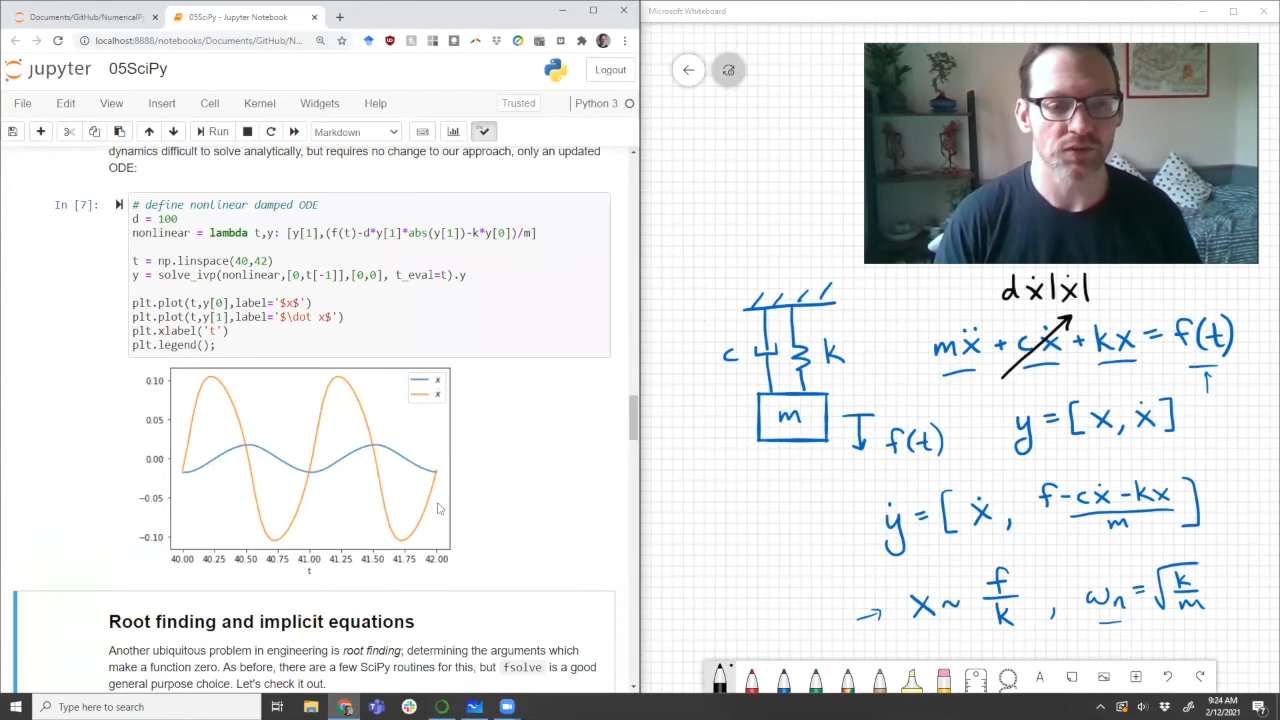 Documents/GitHub/NumericalPy
05SciPy - Jupyter Notebook
localhost:8888/notebooks/Documents/GitHub/N...
jupyter 05SciPy
Logout
File Edit View Insert Cell Kernel Widgets Help
Trusted
Python 3
Run
Markdown
dynamics difficult to solve analytically, but requires no change to our approach, only an updated
ODE:
In [7]:
# define nonlinear damped ODE
d = 100
nonlinear = lambda t,y: [y[1],(f(t)-d*y[1]*abs(y[1])-k*y[0])/m]
t = np.linspace(40,42)
y = solve_ivp(nonlinear,[0,t[-1]],[0,0], t_eval=t).y
plt.plot(t,y[0],label='$x$')
plt.plot(t,y[1],label='$\dot x$')
plt.xlabel('t')
plt.legend();
x
ẋ
0.10
0.05
0.00
−0.05
−0.10
40.00 40.25 40.50 40.75 41.00 41.25 41.50 41.75 42.00
t
Root finding and implicit equations
Another ubiquitous problem in engineering is root finding; determining the arguments which
make a function zero. As before, there are a few SciPy routines for this, but fsolve is a good
general purpose choice. Let's check out.
Microsoft Whiteboard
dẋ|ẋ|
mẍ + cẋ + kx = f(t)
c
k
m
f(t)
y = [x, ẋ]
ẏ = [ẋ, (f-cẋ-kx)/m]
→ x ~ f/k , ωn = √(k/m)
A
Type here to search
9:24 AM
2/12/2021